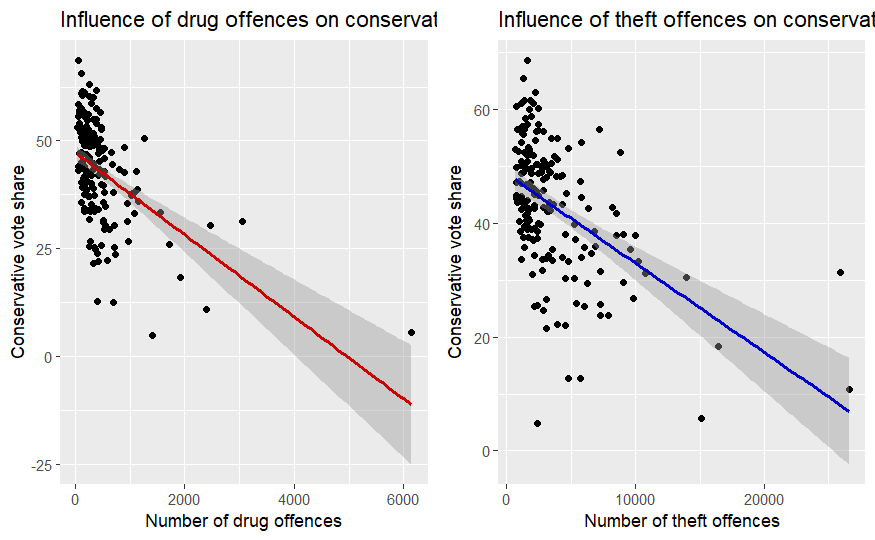 Influence of drug offences on conservat
50
25
0
-25
Conservative vote share
0
2000
4000
6000
Number of drug offences
Influence of theft offences on conservat
60
40
20
0
Conservative vote share
0
10000
20000
Number of theft offences